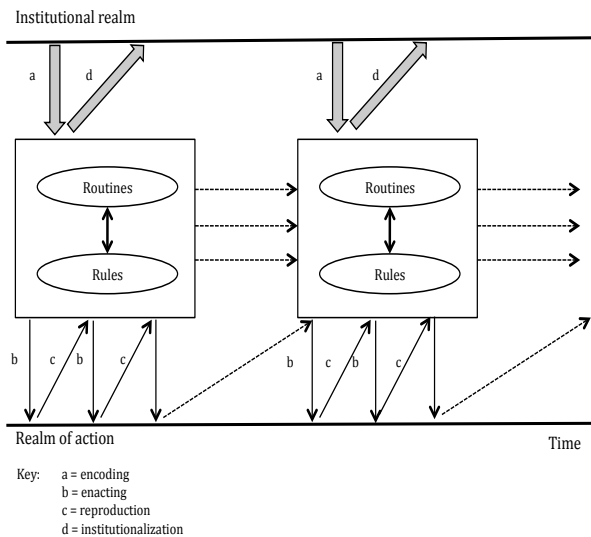 Institutional realm
a
d
a
d
Routines
Routines
Rules
Rules
b
c
b
c
b
c
b
c
Realm of action
Time
Key: a = encoding
b = enacting
c = reproduction
d = institutionalization